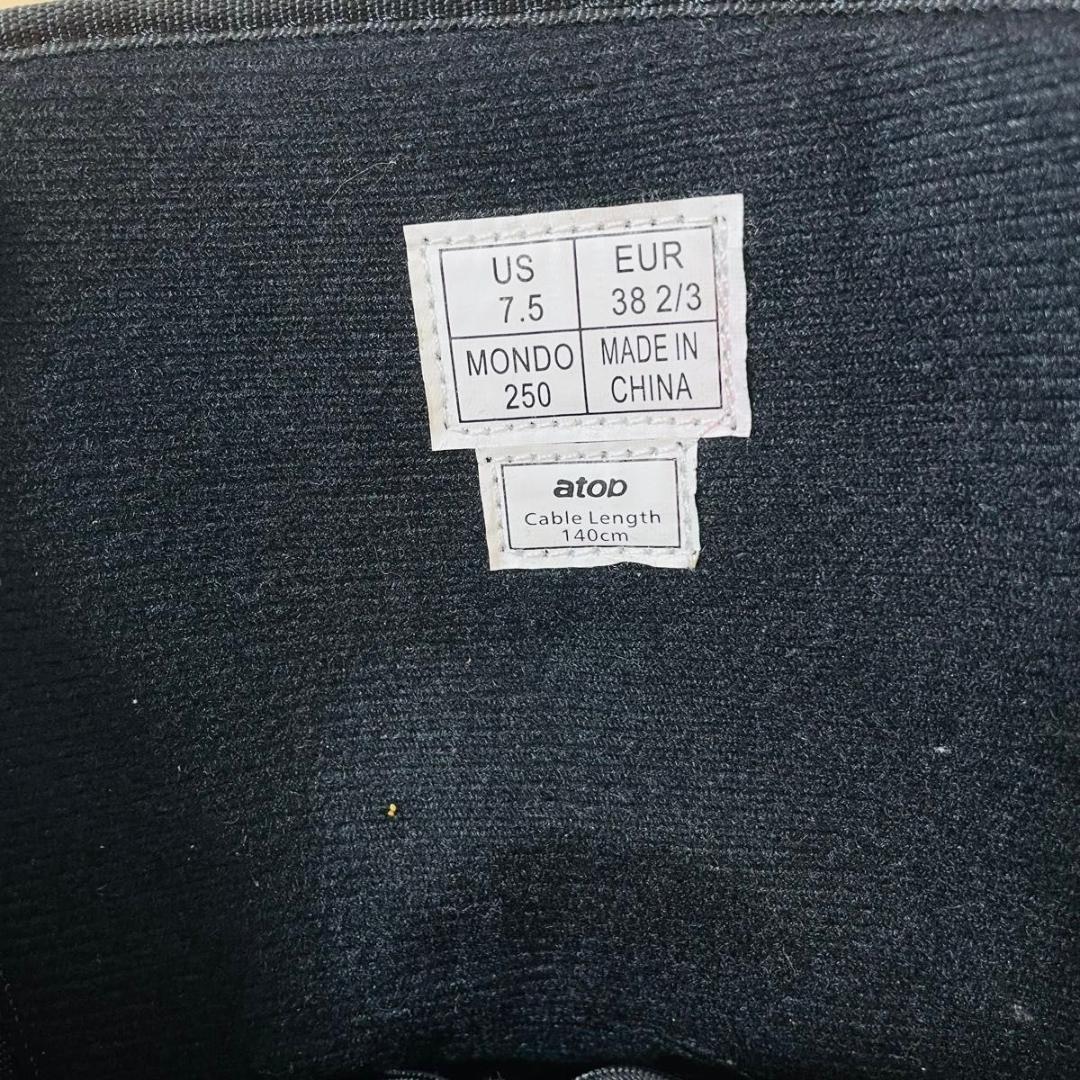 US
7.5
EUR
38 2/3
MONDO
250
MADE IN
CHINA
atop
Cable Length
140cm